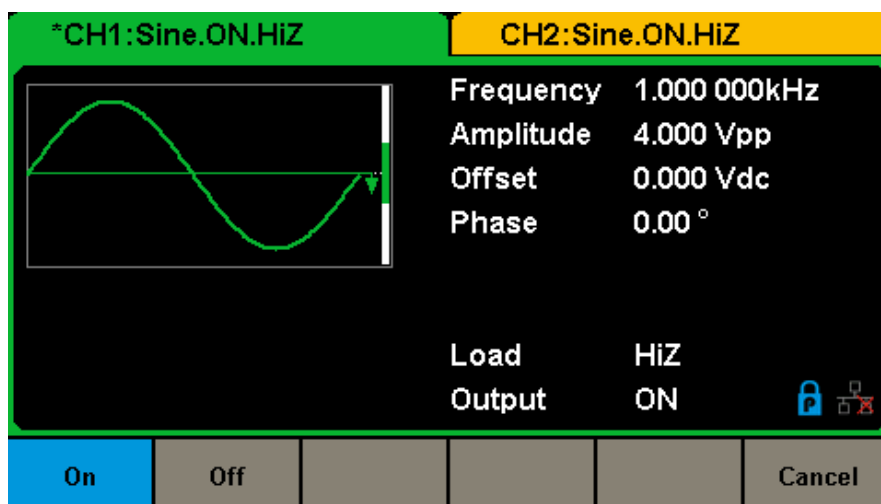 *CH1:Sine.ON.HiZ CH2:Sine.ON.HiZ
Frequency 1.000 000kHz
Amplitude 4.000 Vpp
Offset 0.000 Vdc
Phase 0.00 °
Load HiZ
Output ON
P
On Off Cancel